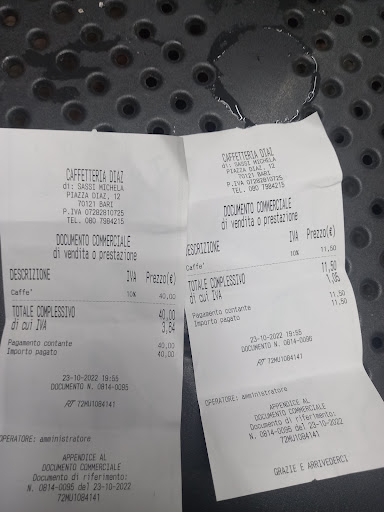 CAFFETTERIA DIAZ
di: SASSI MICHELA
PIAZZA DIAZ, 12
70121 BARI
P.IVA 07282810725
TEL. 080 7984215
DOCUMENTO COMMERCIALE
di vendita o prestazione
DESCRIZIONE IVA Prezzo(€)
Caffe' 10% 40,00
TOTALE COMPLESSIVO 40,00
di cui IVA 3,64
Pagamento contante 40,00
Importo pagato 40,00
23-10-2022 19:55
DOCUMENTO N. 0814-0095
RT 72MU1084141
OPERATORE: amministratore
APPENDICE AL
DOCUMENTO COMMERCIALE
Documento di riferimento:
N. 0814-0095 del 23-10-2022
72MU1084141
CAFFETTERIA DIAZ
di: SASSI MICHELA
PIAZZA DIAZ, 12
70121 BARI
P.IVA 07282810725
TEL. 080 7984215
DOCUMENTO COMMERCIALE
di vendita o prestazione
DESCRIZIONE IVA Prezzo(€)
Caffe' 10% 11,50
TOTALE COMPLESSIVO 11,50
di cui IVA 1,05
Pagamento contante 11,50
Importo pagato 11,50
23-10-2022 19:55
DOCUMENTO N. 0814-0096
RT 72MU1084141
OPERATORE: amministratore
APPENDICE AL
DOCUMENTO COMMERCIALE
Documento di riferimento:
N. 0814-0096 del 23-10-2022
72MU1084141
GRAZIE E ARRIVEDERCI